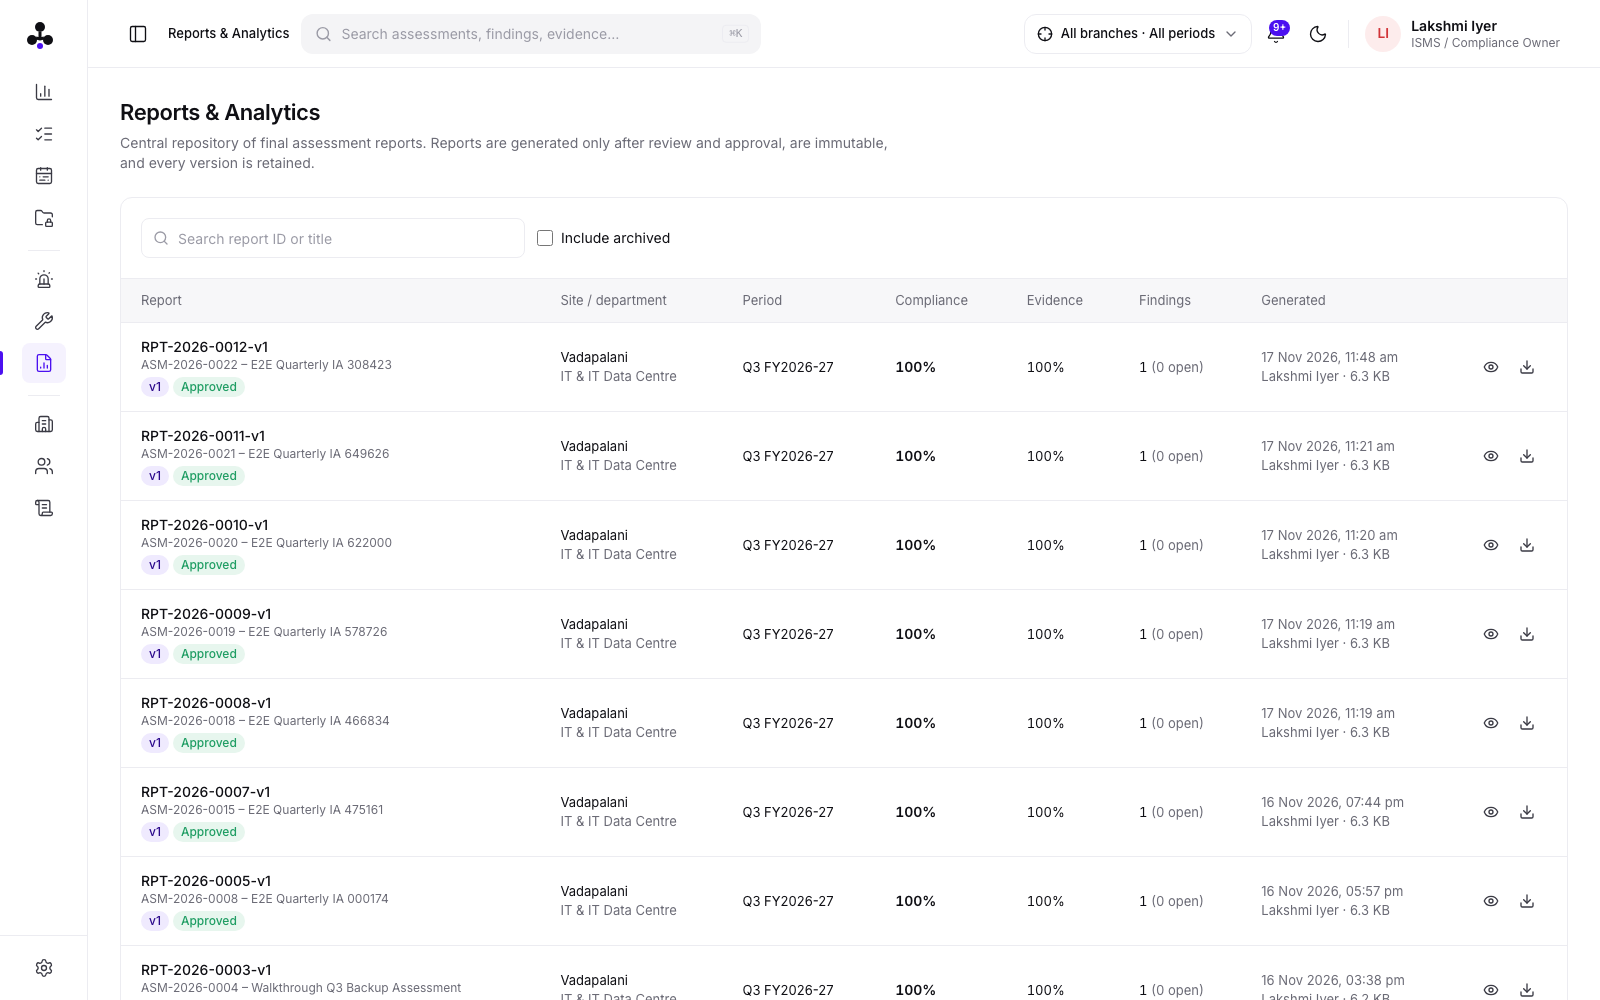 Reports & Analytics
Search assessments, findings, evidence...
⌘K
All branches · All periods
9+
LI
Lakshmi Iyer
ISMS / Compliance Owner
Reports & Analytics
Central repository of final assessment reports. Reports are generated only after review and approval, are immutable,
and every version is retained.
Search report ID or title
Include archived
Report Site / department Period Compliance Evidence Findings Generated
RPT-2026-0012-v1
ASM-2026-0022 – E2E Quarterly IA 308423
v1 Approved
Vadapalani
IT & IT Data Centre
Q3 FY2026-27
100%
100%
1 (0 open)
17 Nov 2026, 11:48 am
Lakshmi Iyer · 6.3 KB
RPT-2026-0011-v1
ASM-2026-0021 – E2E Quarterly IA 649626
v1 Approved
Vadapalani
IT & IT Data Centre
Q3 FY2026-27
100%
100%
1 (0 open)
17 Nov 2026, 11:21 am
Lakshmi Iyer · 6.3 KB
RPT-2026-0010-v1
ASM-2026-0020 – E2E Quarterly IA 622000
v1 Approved
Vadapalani
IT & IT Data Centre
Q3 FY2026-27
100%
100%
1 (0 open)
17 Nov 2026, 11:20 am
Lakshmi Iyer · 6.3 KB
RPT-2026-0009-v1
ASM-2026-0019 – E2E Quarterly IA 578726
v1 Approved
Vadapalani
IT & IT Data Centre
Q3 FY2026-27
100%
100%
1 (0 open)
17 Nov 2026, 11:19 am
Lakshmi Iyer · 6.3 KB
RPT-2026-0008-v1
ASM-2026-0018 – E2E Quarterly IA 466834
v1 Approved
Vadapalani
IT & IT Data Centre
Q3 FY2026-27
100%
100%
1 (0 open)
17 Nov 2026, 11:19 am
Lakshmi Iyer · 6.3 KB
RPT-2026-0007-v1
ASM-2026-0015 – E2E Quarterly IA 475161
v1 Approved
Vadapalani
IT & IT Data Centre
Q3 FY2026-27
100%
100%
1 (0 open)
16 Nov 2026, 07:44 pm
Lakshmi Iyer · 6.3 KB
RPT-2026-0005-v1
ASM-2026-0008 – E2E Quarterly IA 000174
v1 Approved
Vadapalani
IT & IT Data Centre
Q3 FY2026-27
100%
100%
1 (0 open)
16 Nov 2026, 05:57 pm
Lakshmi Iyer · 6.3 KB
RPT-2026-0003-v1
ASM-2026-0004 – Walkthrough Q3 Backup Assessment
Vadapalani
IT & IT Data Centre
Q3 FY2026-27
100%
100%
1 (0 open)
16 Nov 2026, 03:38 pm
Lakshmi Iyer · 6.2 KB